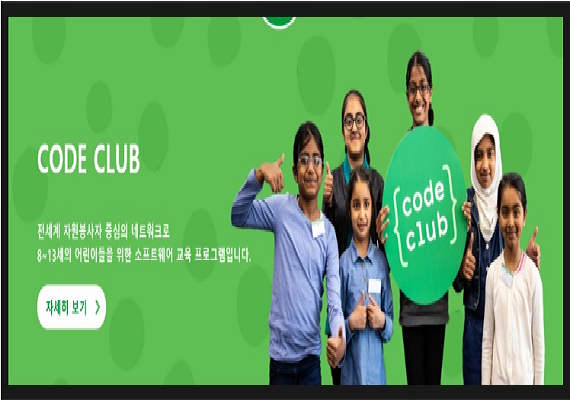 CODE CLUB
전세계 자원봉사자 중심의 네트워크로
8~13세의 어린이들을 위한 소프트웨어 교육 프로그램입니다.
자세히 보기 >
{code
club}